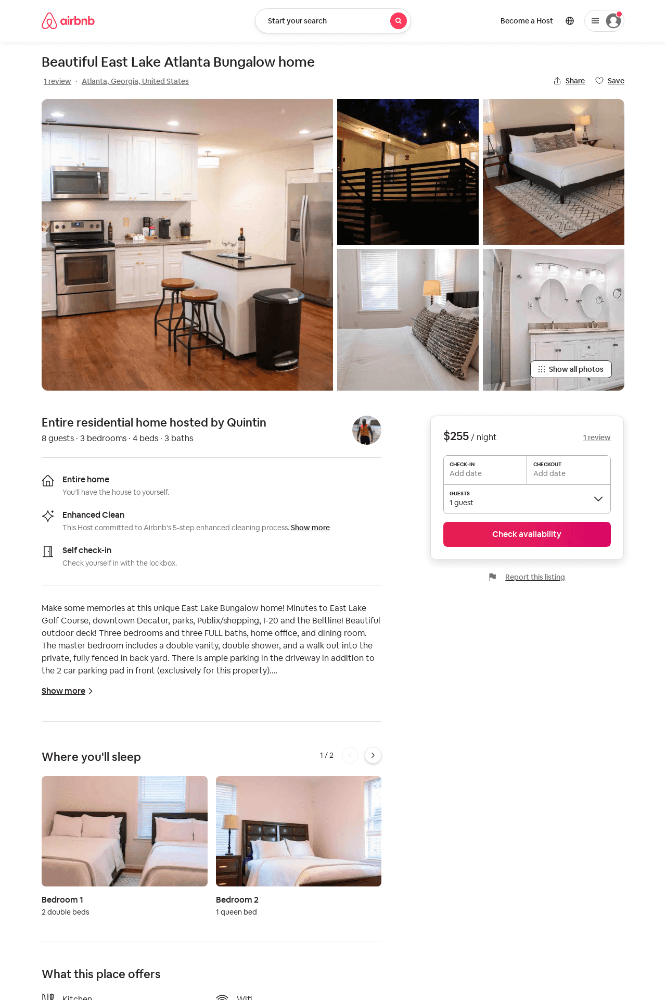 airbnb
Start your search
Become a Host
Beautiful East Lake Atlanta Bungalow home
1 review · Atlanta, Georgia, United States
Share
Save
Show all photos
Entire residential home hosted by Quintin
8 guests · 3 bedrooms · 4 beds · 3 baths
Entire home
You’ll have the house to yourself.
Enhanced Clean
This Host committed to Airbnb's 5-step enhanced cleaning process. Show more
Self check-in
Check yourself in with the lockbox.
$255 / night
1 review
CHECK-IN
Add date
CHECKOUT
Add date
GUESTS
1 guest
Check availability
Report this listing
Make some memories at this unique East Lake Bungalow home! Minutes to East Lake
Golf Course, downtown Decatur, parks, Publix/shopping, I-20 and the Beltline! Beautiful
outdoor deck! Three bedrooms and three FULL baths, home office, and dining room.
The master bedroom includes a double vanity, double shower, and a walk out into the
private, fully fenced in back yard. There is ample parking in the driveway in addition to
the 2 car parking pad in front (exclusively for this property)....
Show more
Where you'll sleep
1 / 2
Bedroom 1
2 double beds
Bedroom 2
1 queen bed
What this place offers
Kitchen
Wifi